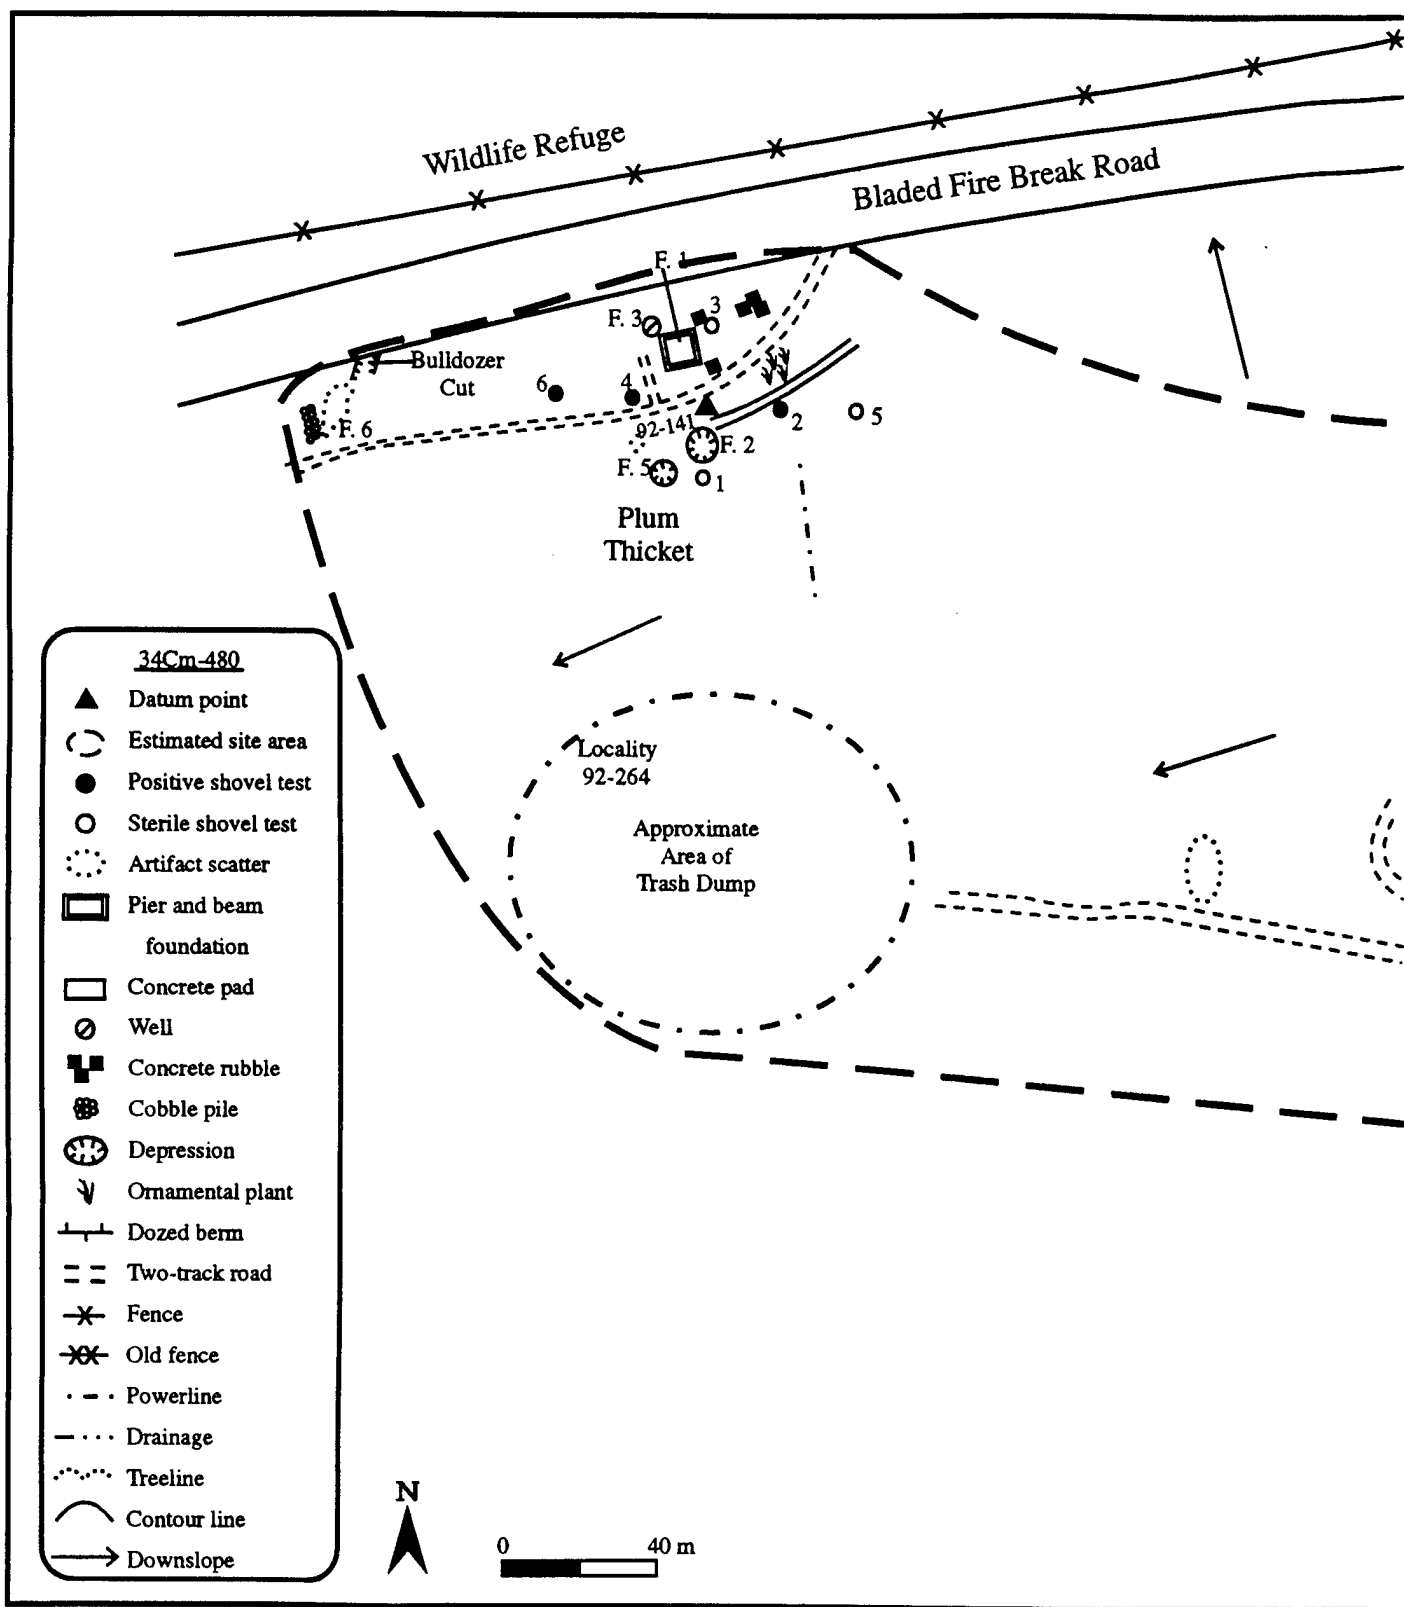 Wildlife Refuge
Bladed Fire Break Road
F. 1
F. 3
3
Bulldozer
Cut
6
4
F. 6
92-141
2
5
F. 2
F. 5
1
Plum
Thicket
Locality
92-264
Approximate
Area of
Trash Dump
34Cm-480
Datum point
Estimated site area
Positive shovel test
Sterile shovel test
Artifact scatter
Pier and beam
foundation
Concrete pad
Well
Concrete rubble
Cobble pile
Depression
Ornamental plant
Dozed berm
Two-track road
Fence
Old fence
Powerline
Drainage
Treeline
Contour line
Downslope
N
0 40 m